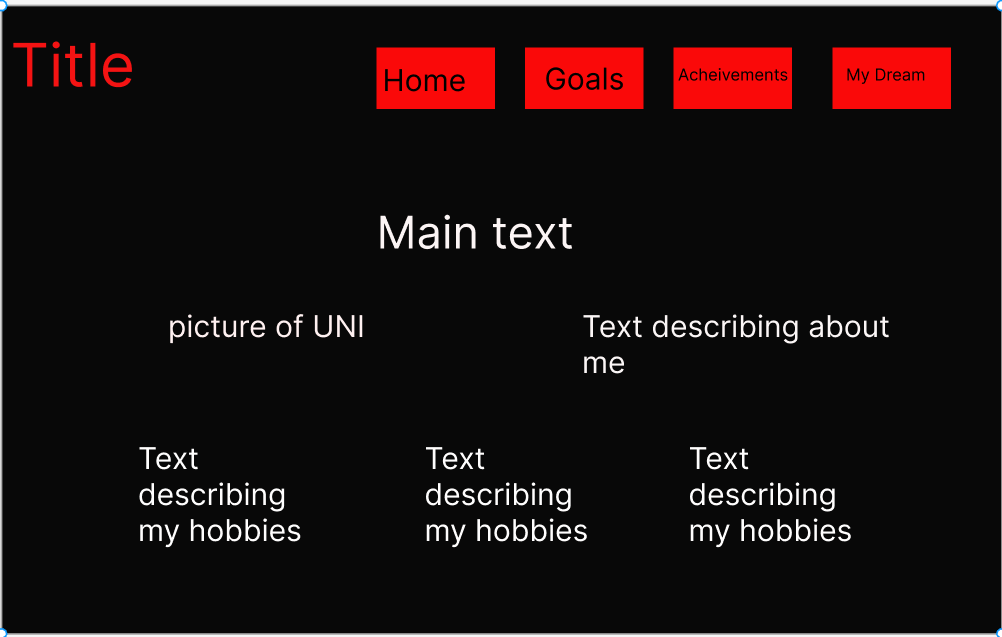 Title
Home
Goals
Acheivements
My Dream
Main text
picture of UNI
Text describing about
me
Text
describing
my hobbies
Text
describing
my hobbies
Text
describing
my hobbies